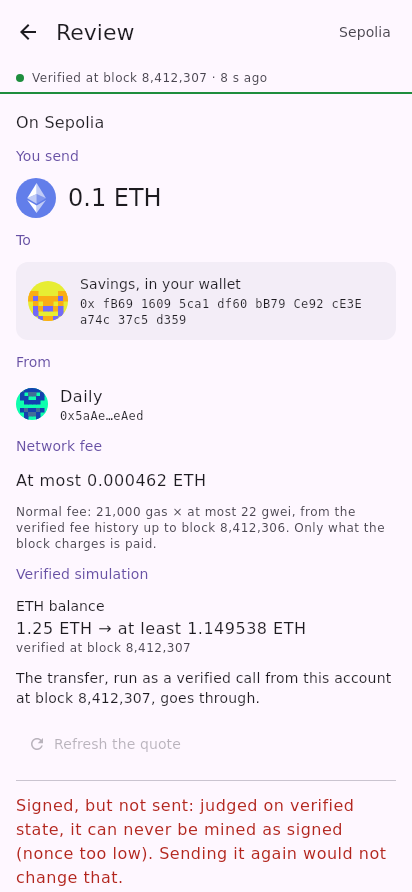 Review
Sepolia
Verified at block 8,412,307 · 8 s ago
On Sepolia
You send
0.1 ETH
To
Savings, in your wallet
0x fB69 1609 5ca1 df60 bB79 Ce92 cE3E
a74c 37c5 d359
From
Daily
0x5aAe…eAed
Network fee
At most 0.000462 ETH
Normal fee: 21,000 gas × at most 22 gwei, from the
verified fee history up to block 8,412,306. Only what the
block charges is paid.
Verified simulation
ETH balance
1.25 ETH → at least 1.149538 ETH
verified at block 8,412,307
The transfer, run as a verified call from this account
at block 8,412,307, goes through.
Refresh the quote
Signed, but not sent: judged on verified
state, it can never be mined as signed
(nonce too low). Sending it again would not
change that.